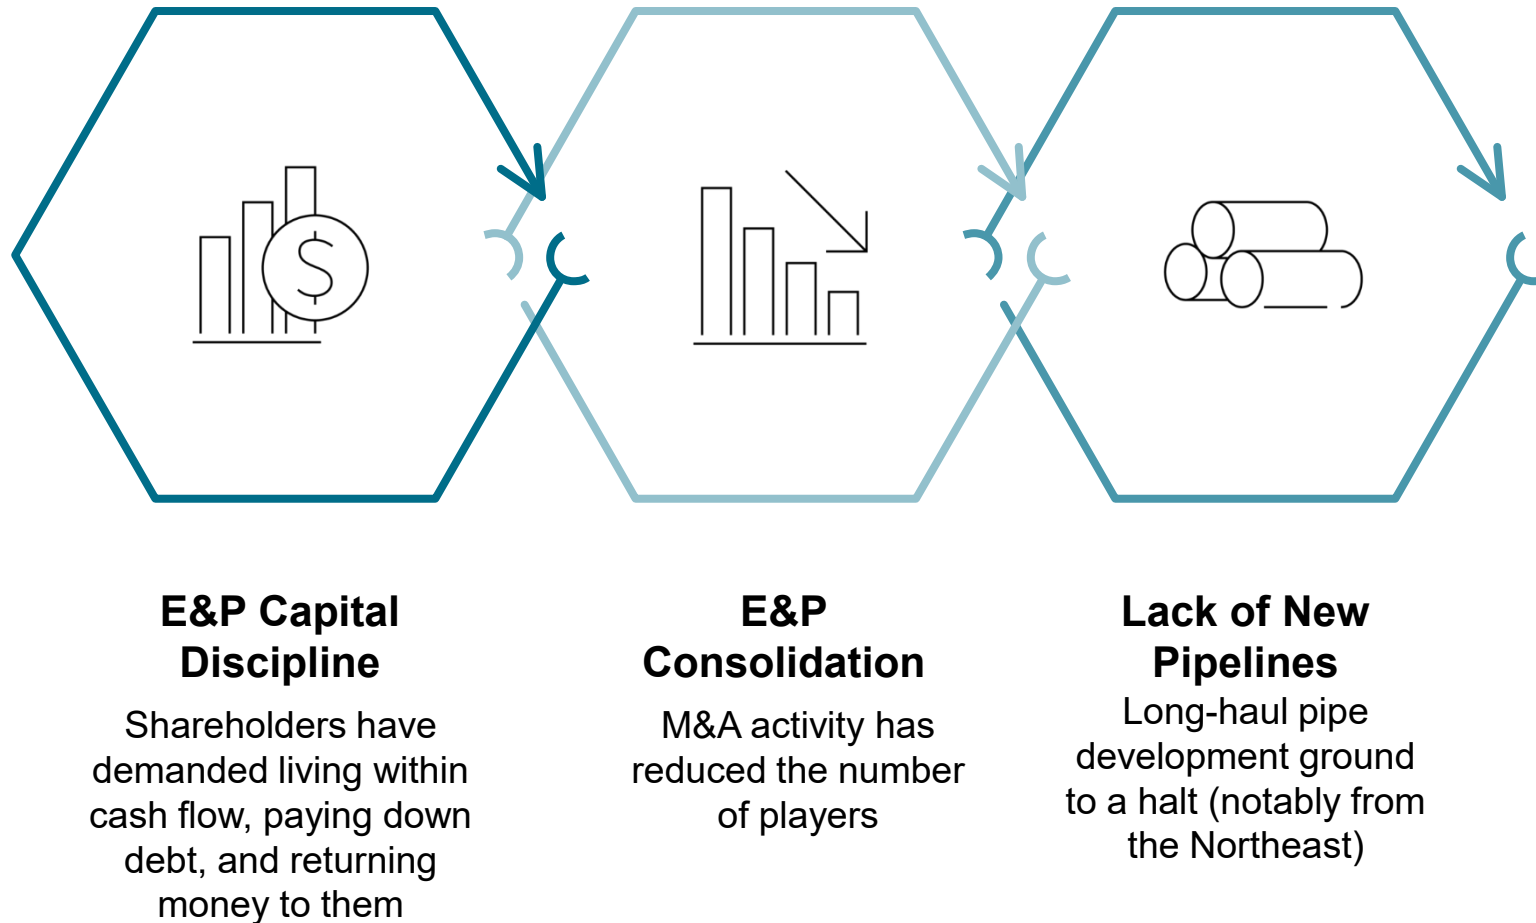 $
E&P Capital
Discipline
Shareholders have
demanded living within
cash flow, paying down
debt, and returning
money to them
E&P
Consolidation
M&A activity has
reduced the number
of players
Lack of New
Pipelines
Long-haul pipe
development ground
to a halt (notably from
the Northeast)